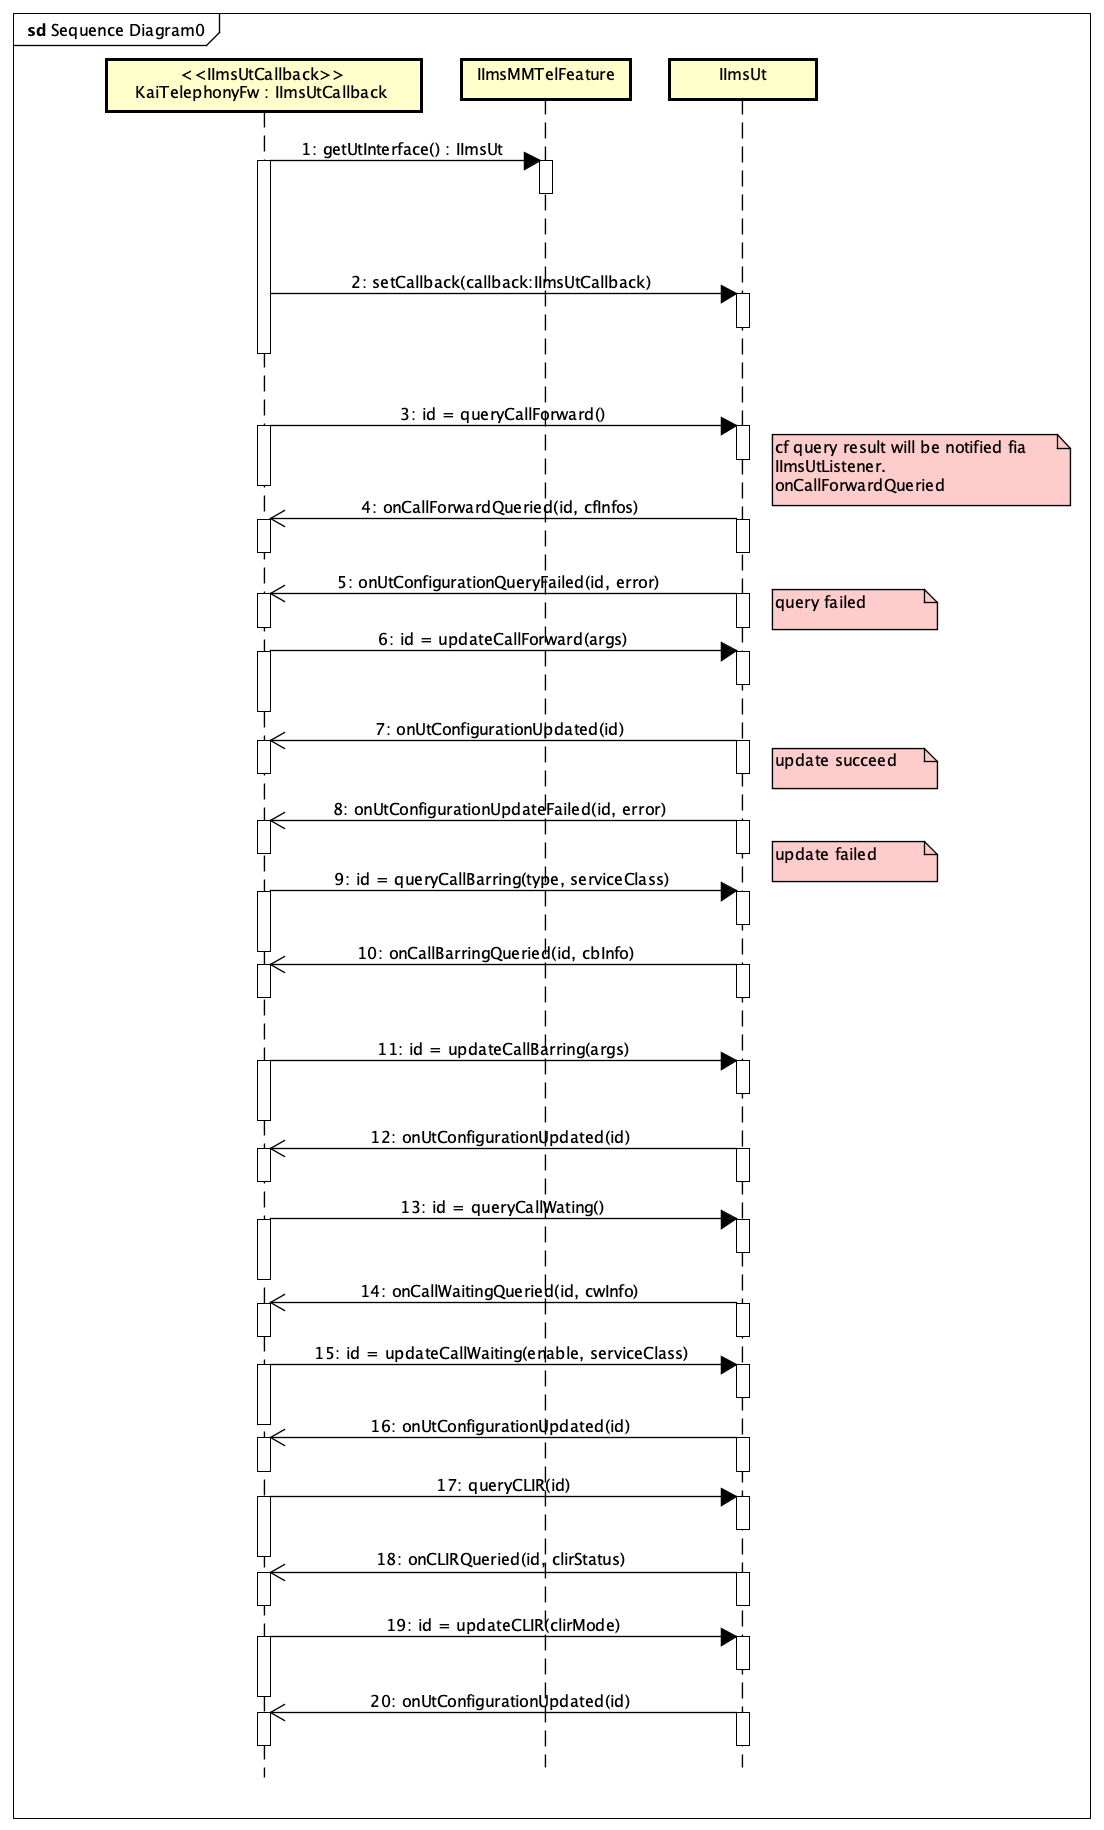 sd Sequence Diagram0
<<IImsUtCallback>>
KaiTelephonyFw : IImsUtCallback
IImsMMTelFeature
IImsUt
1: getUtInterface() : IImsUt
2: setCallback(callback:IImsUtCallback)
3: id = queryCallForward()
cf query result will be notified fia
IImsUtListener.
onCallForwardQueried
4: onCallForwardQueried(id, cfInfos)
5: onUtConfigurationQueryFailed(id, error)
query failed
6: id = updateCallForward(args)
7: onUtConfigurationUpdated(id)
update succeed
8: onUtConfigurationUpdateFailed(id, error)
update failed
9: id = queryCallBarring(type, serviceClass)
10: onCallBarringQueried(id, cbInfo)
11: id = updateCallBarring(args)
12: onUtConfigurationUpdated(id)
13: id = queryCallWating()
14: onCallWaitingQueried(id, cwInfo)
15: id = updateCallWaiting(enable, serviceClass)
16: onUtConfigurationUpdated(id)
17: queryCLIR(id)
18: onCLIRQueried(id, clirStatus)
19: id = updateCLIR(clirMode)
20: onUtConfigurationUpdated(id)